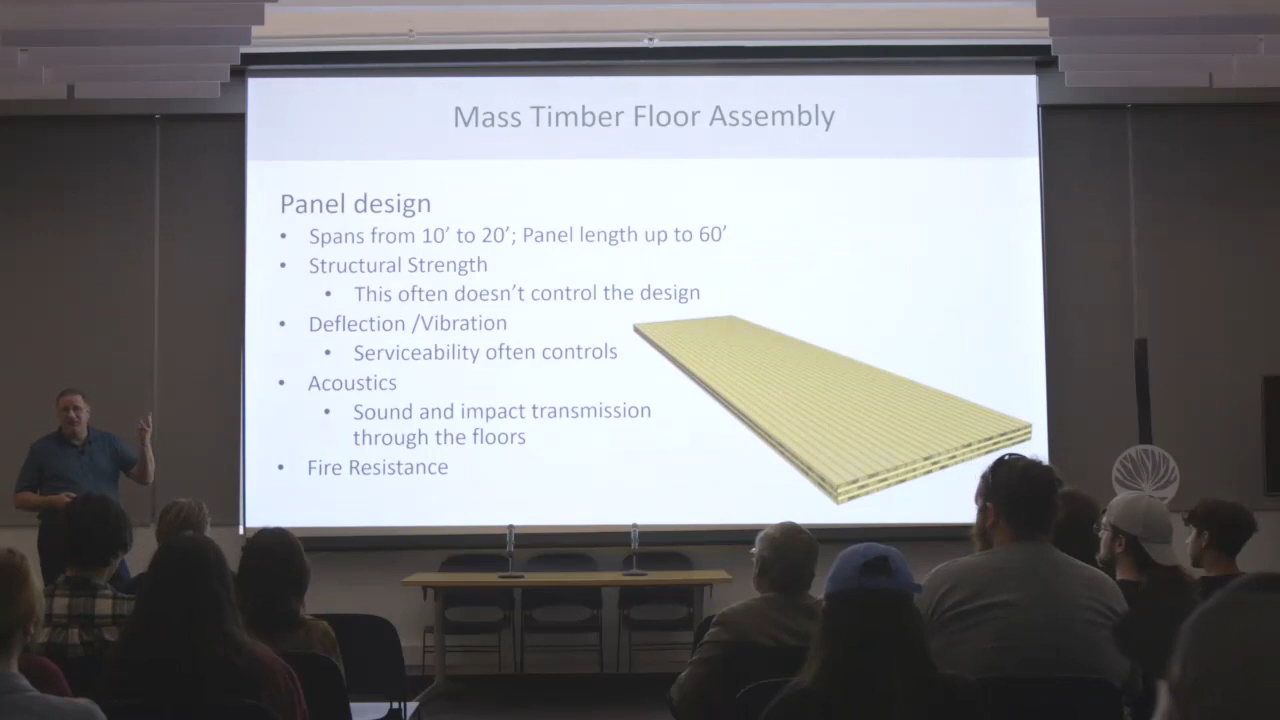 Mass Timber Floor Assembly
Panel design
• Spans from 10’ to 20’; Panel length up to 60’
• Structural Strength
• This often doesn’t control the design
• Deflection /Vibration
• Serviceability often controls
• Acoustics
• Sound and impact transmission
through the floors
• Fire Resistance